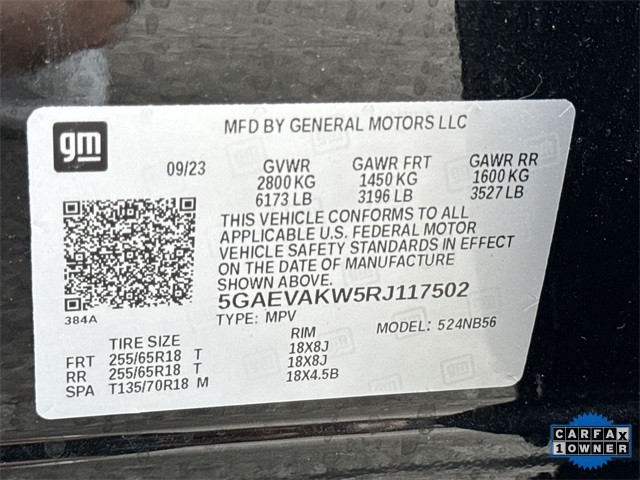 gm
MFD BY GENERAL MOTORS LLC
09/23 GVWR GAWR FRT GAWR RR
2800 KG 1450 KG 1600 KG
6173 LB 3196 LB 3527 LB
THIS VEHICLE CONFORMS TO ALL
APPLICABLE U.S. FEDERAL MOTOR
VEHICLE SAFETY STANDARDS IN EFFECT
ON THE DATE OF MANUFACTURE
SHOWN ABOVE.
5GAEVAKW5RJ117502
384A TYPE: MPV MODEL: 524NB56
TIRE SIZE RIM
FRT 255/65R18 T 18X8J
RR 255/65R18 T 18X8J
SPA T135/70R18 M 18X4.5B
CARFAX
1 OWNER